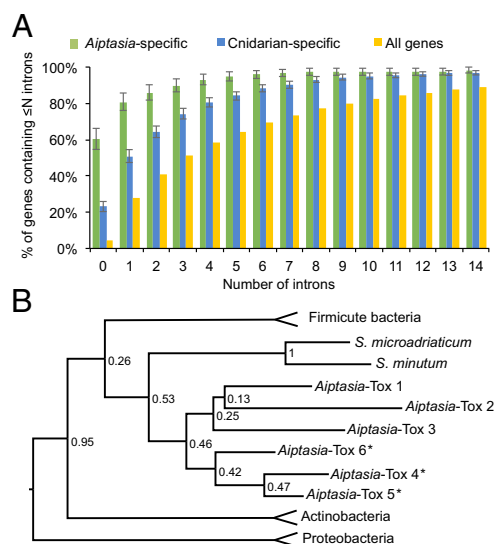 A
Aiptasia-specific Cnidarian-specific All genes
% of genes containing ≤N introns
100%
80%
60%
40%
20%
0%
0 1 2 3 4 5 6 7 8 9 10 11 12 13 14
Number of introns
B
Firmicute bacteria
S. microadriaticum
S. minutum
Aiptasia-Tox 1
Aiptasia-Tox 2
Aiptasia-Tox 3
Aiptasia-Tox 6*
Aiptasia-Tox 4*
Aiptasia-Tox 5*
Actinobacteria
Proteobacteria
0.26
1
0.53
0.13
0.25
0.95
0.46
0.42
0.47